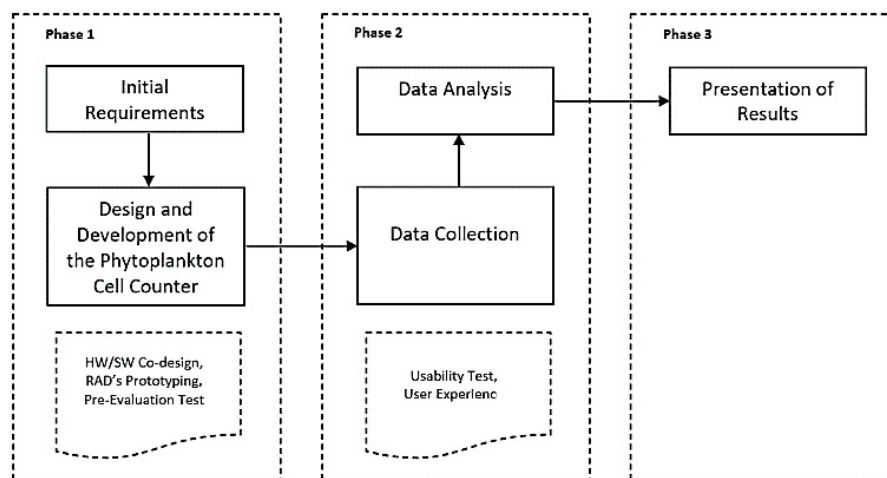 Phase 1
Initial
Requirements
Design and
Development of
the Phytoplankton
Cell Counter
HW/SW Co-design,
RAD's Prototyping,
Pre-Evaluation Test
Phase 2
Data Analysis
Data Collection
Usability Test,
User Experienc
Phase 3
Presentation of
Results